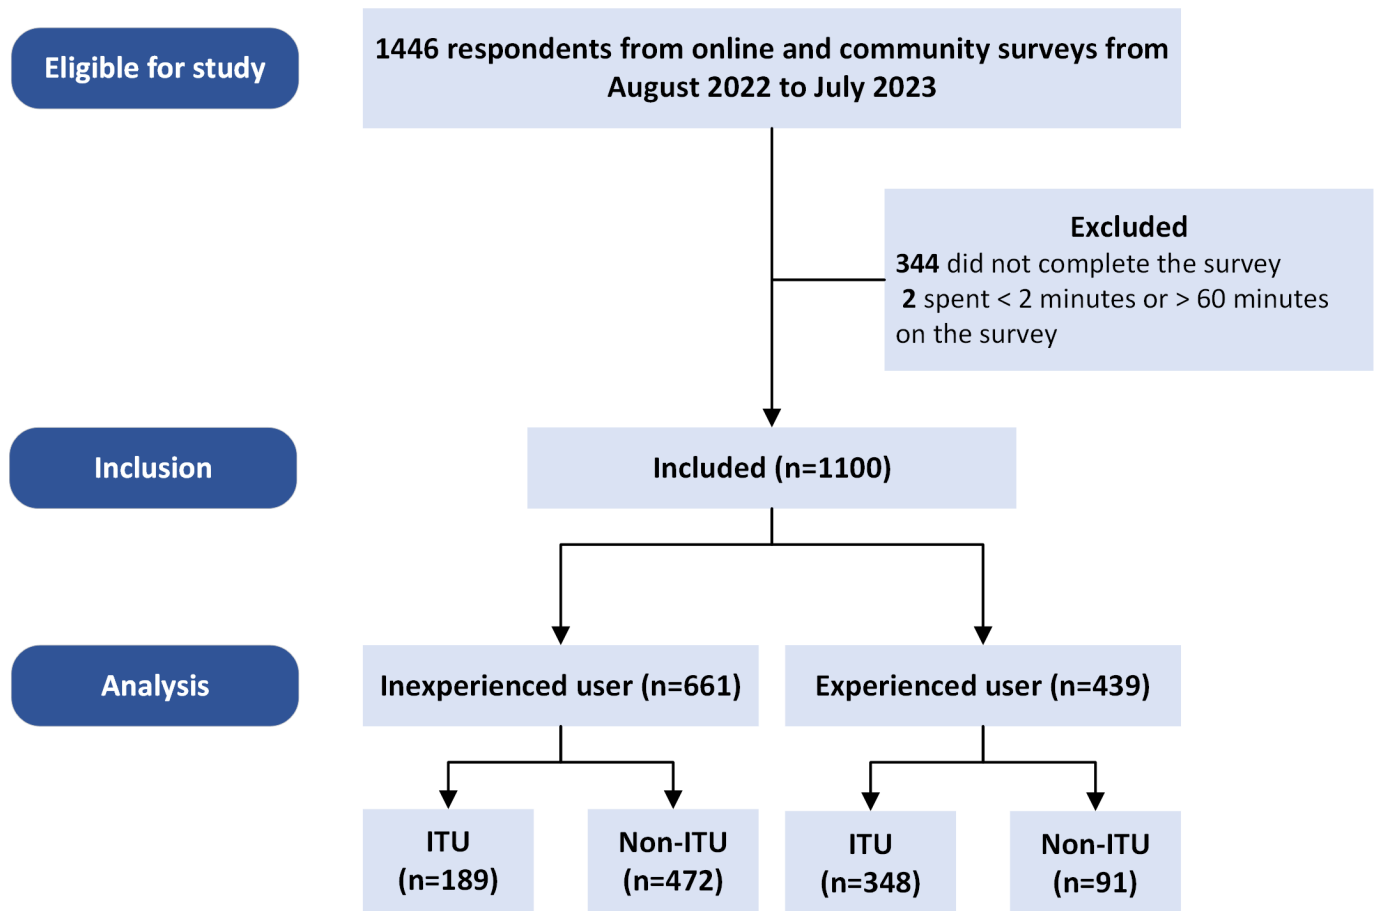 Eligible for study
1446 respondents from online and community surveys from
August 2022 to July 2023
Excluded
344 did not complete the survey
2 spent < 2 minutes or > 60 minutes
on the survey
Inclusion
Included (n=1100)
Analysis
Inexperienced user (n=661)
Experienced user (n=439)
ITU
(n=189)
Non-ITU
(n=472)
ITU
(n=348)
Non-ITU
(n=91)